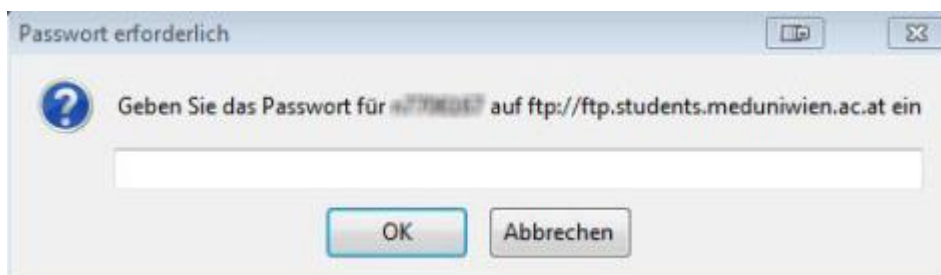 Passwort erforderlich
Geben Sie das Passwort für auf ftp://ftp.students.meduniwien.ac.at ein
OK
Abbrechen